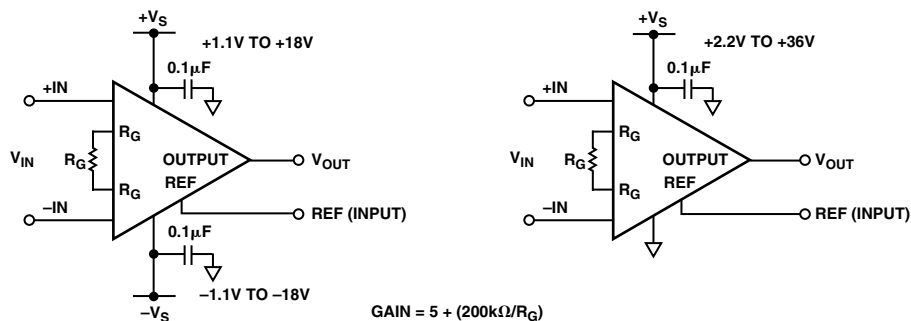 +VS
+1.1V TO +18V
0.1µF
+IN
RG
VIN
RG
OUTPUT
VOUT
REF
RG
–IN
REF (INPUT)
0.1µF
–1.1V TO –18V
–VS
+VS
+2.2V TO +36V
0.1µF
+IN
RG
VIN
RG
OUTPUT
VOUT
REF
RG
–IN
REF (INPUT)
GAIN = 5 + (200kΩ/RG)